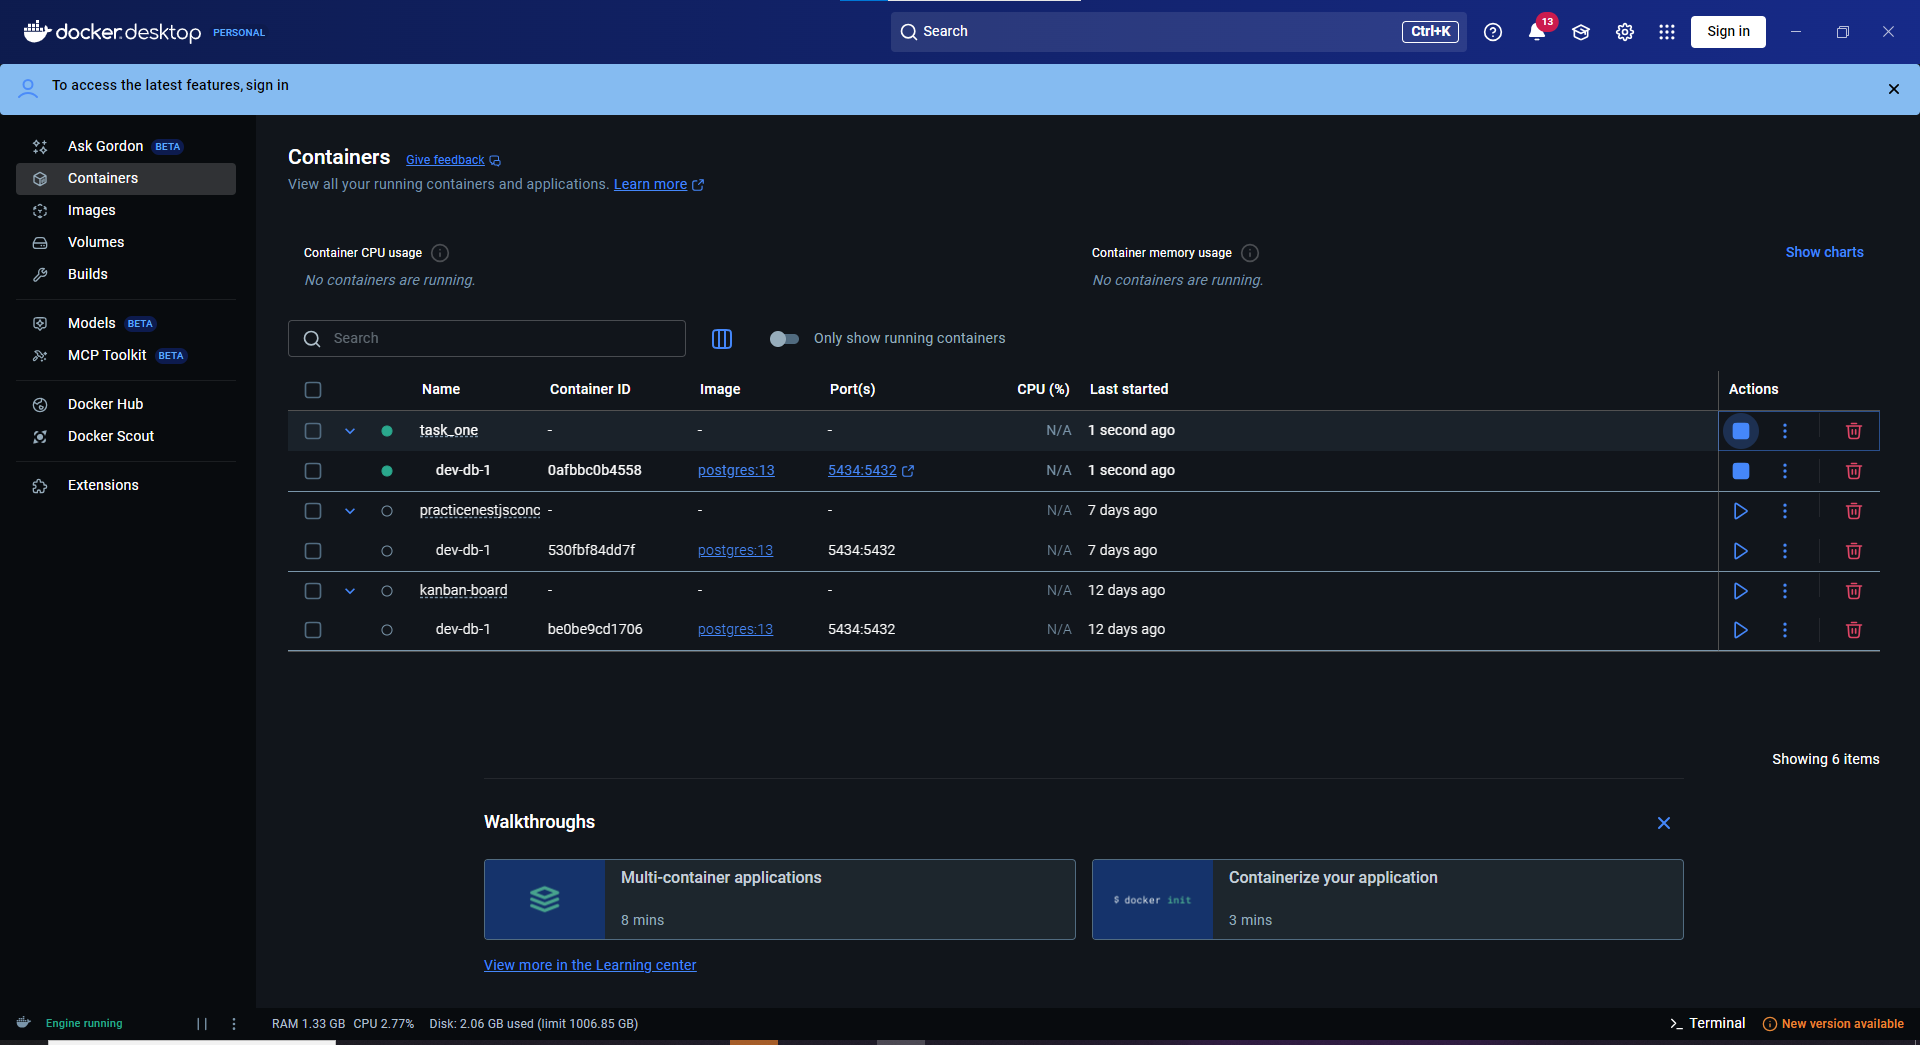 docker.desktop PERSONAL
Search Ctrl+K
13
Sign in
To access the latest features, sign in
Ask Gordon BETA
Containers
Images
Volumes
Builds
Models BETA
MCP Toolkit BETA
Docker Hub
Docker Scout
Extensions
Containers Give feedback
View all your running containers and applications. Learn more
Container CPU usage
No containers are running.
Container memory usage
No containers are running.
Show charts
Search
Only show running containers
Name Container ID Image Port(s) CPU (%) Last started Actions
task_one - - - N/A 1 second ago
dev-db-1 0afbbc0b4558 postgres:13 5434:5432 N/A 1 second ago
practicenestjsconc - - - N/A 7 days ago
dev-db-1 530fbf84dd7f postgres:13 5434:5432 N/A 7 days ago
kanban-board - - - N/A 12 days ago
dev-db-1 be0be9cd1706 postgres:13 5434:5432 N/A 12 days ago
Showing 6 items
Walkthroughs
Multi-container applications
8 mins
$ docker init
Containerize your application
3 mins
View more in the Learning center
Engine running
RAM 1.33 GB CPU 2.77% Disk: 2.06 GB used (limit 1006.85 GB)
Terminal
New version available